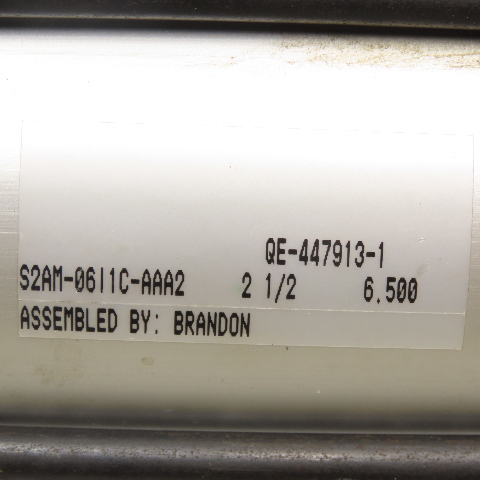 QE-447913-1
S2AM-06I1C-AAA2 2 1/2 6.500
ASSEMBLED BY: BRANDON